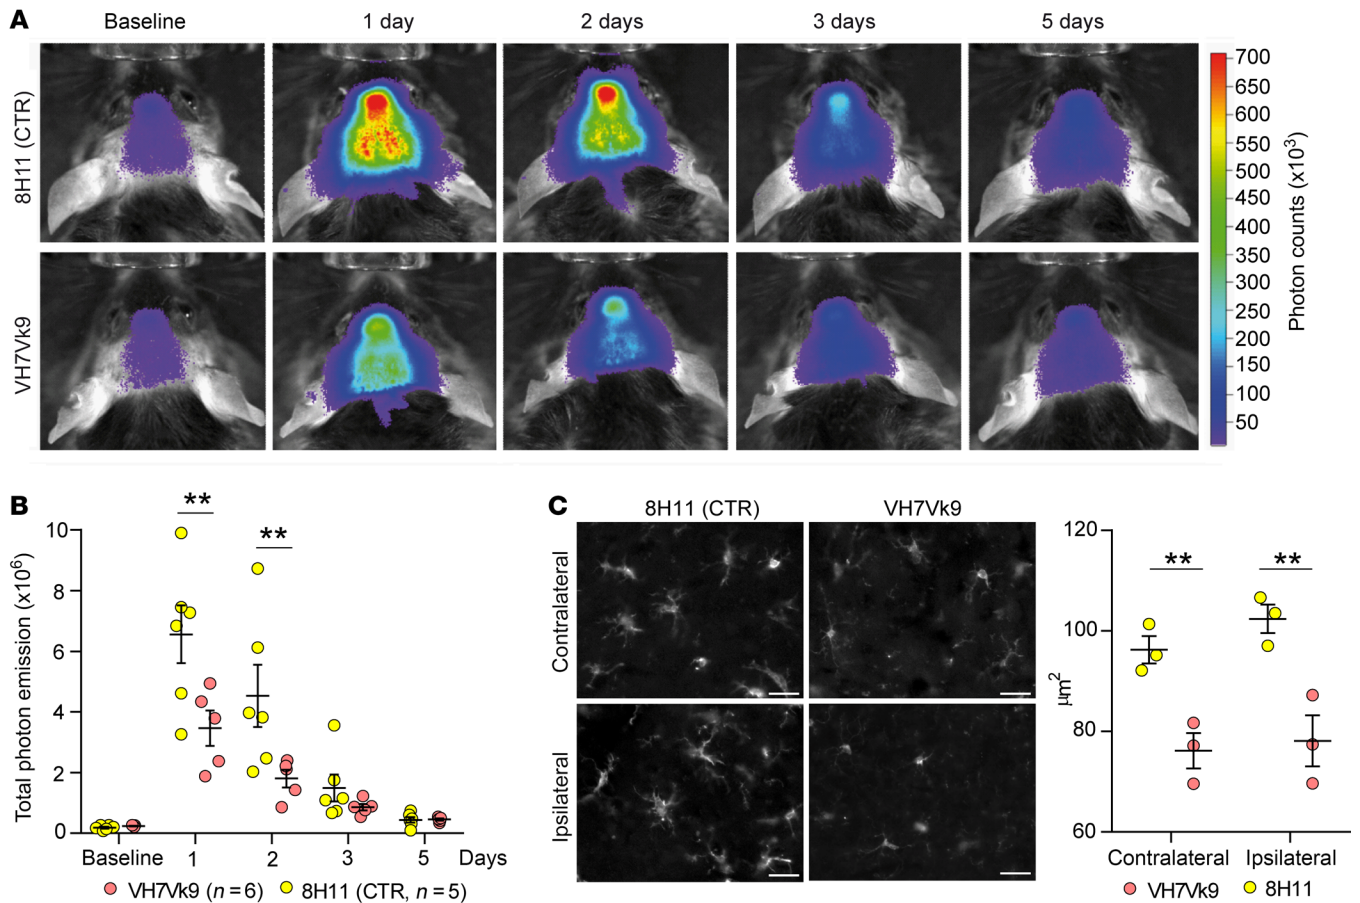 A
Baseline 1 day 2 days 3 days 5 days
8H11 (CTR)
VH7Vk9
700
650
600
550
500
450
400
350
300
250
200
150
100
50
Photon counts (x10³)
B
Total photon emission (x10⁶)
10
8
6
4
2
0
** **
Baseline 1 2 3 5 Days
VH7Vk9 (n=6) 8H11 (CTR, n=5)
C
8H11 (CTR) VH7Vk9
Contralateral
Ipsilateral
μm²
120
100
80
60
** **
Contralateral Ipsilateral
VH7Vk9 8H11